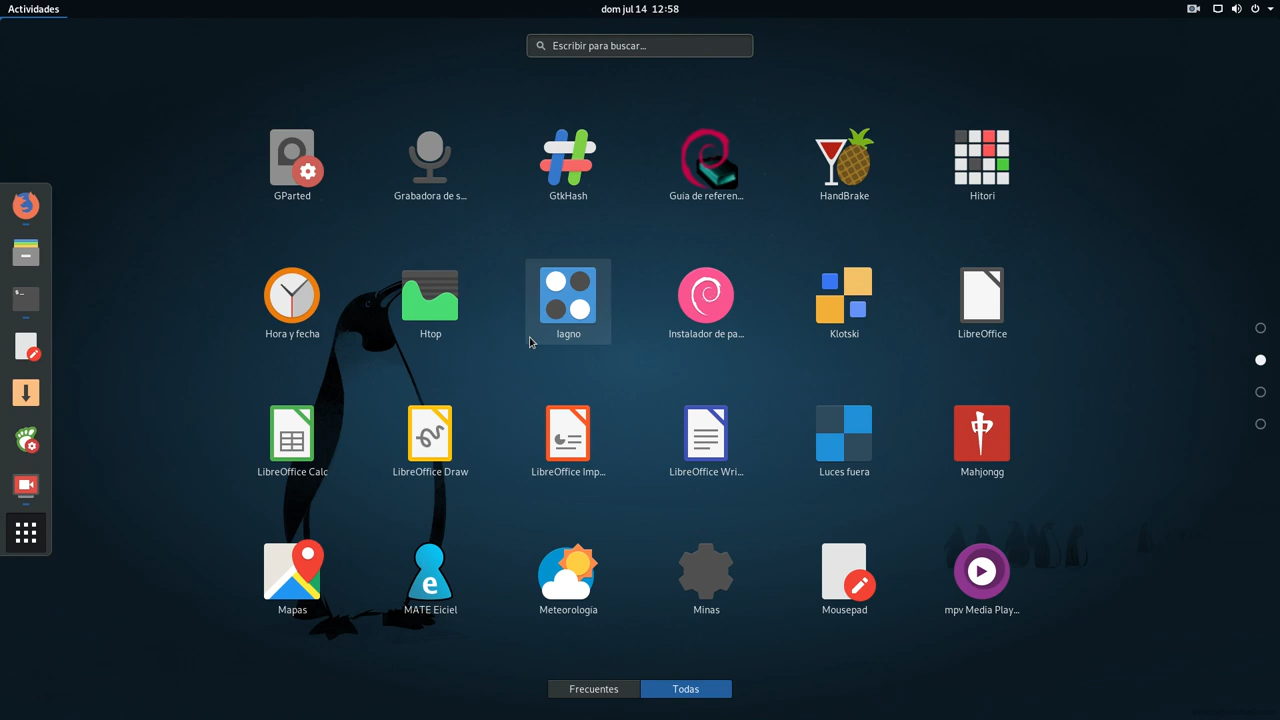 Actividades
dom jul 14 12:58
Escribir para buscar...
GParted
Grabadora de s...
GtkHash
Guía de referen...
HandBrake
Hitori
Hora y fecha
Htop
Iagno
Instalador de pa...
Klotski
LibreOffice
LibreOffice Calc
LibreOffice Draw
LibreOffice Imp...
LibreOffice Wri...
Luces fuera
Mahjongg
Mapas
MATE Eiciel
Meteorología
Minas
Mousepad
mpv Media Play...
Frecuentes
Todas